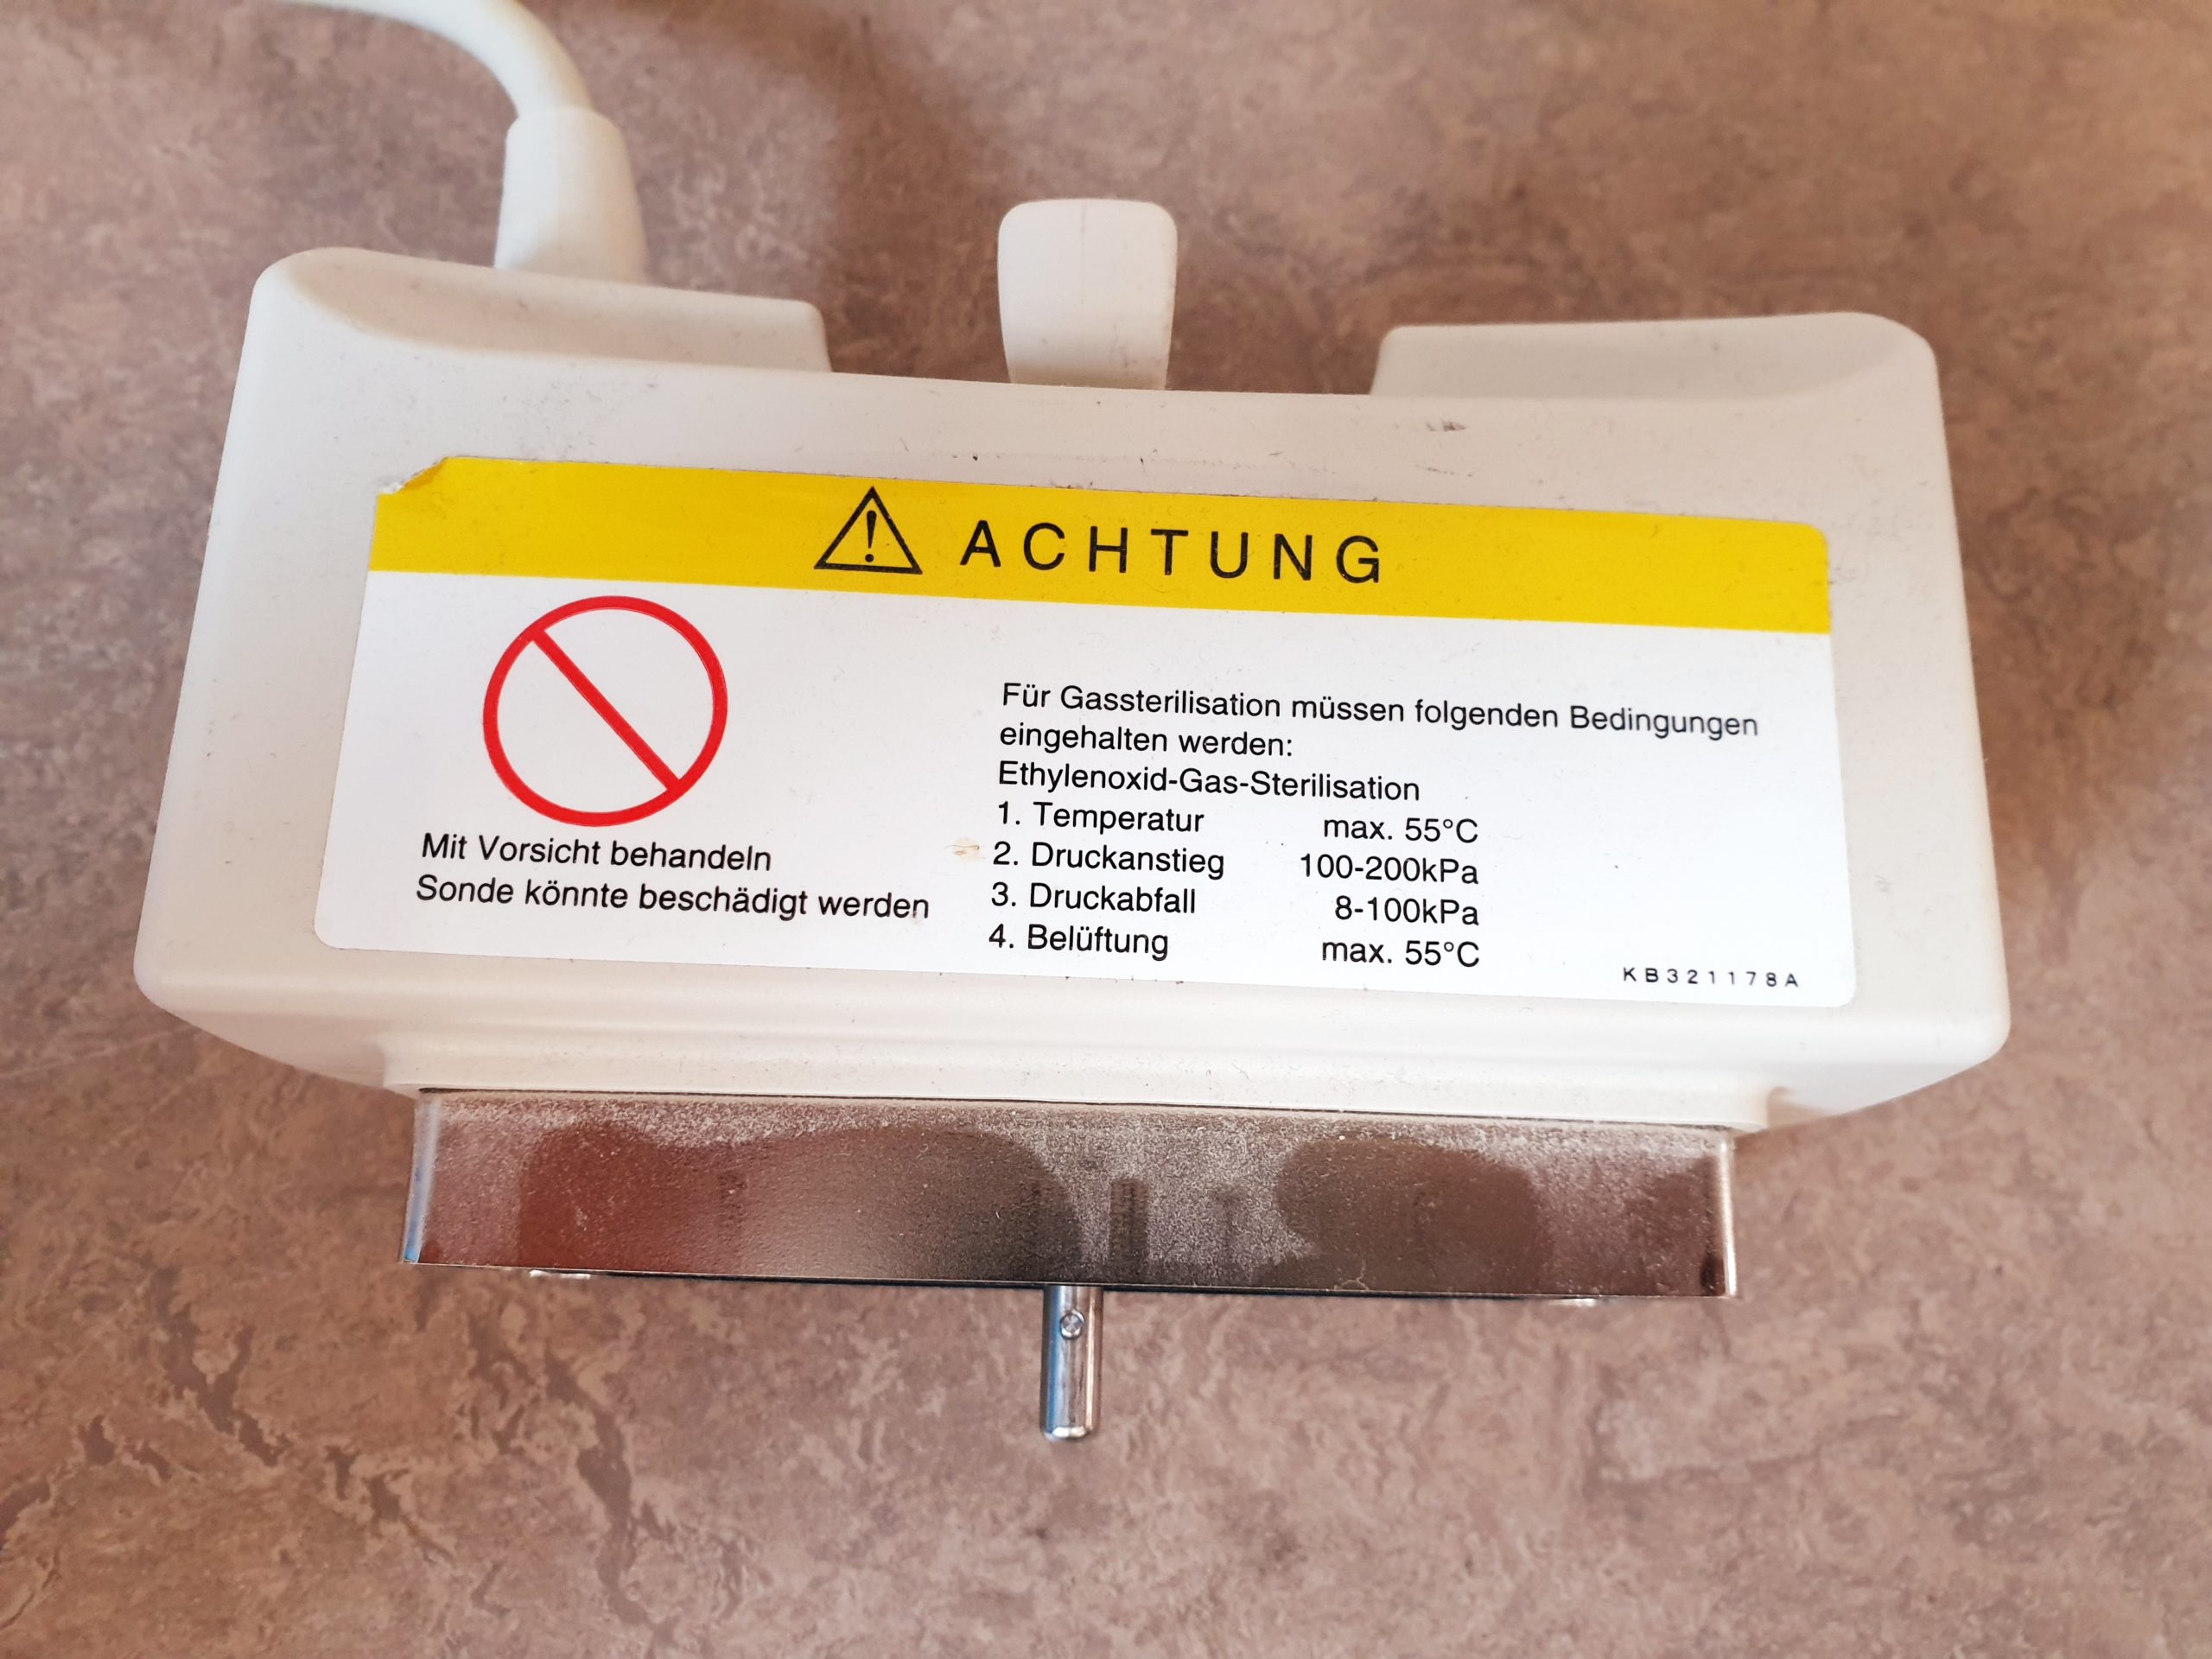 ACHTUNG
Mit Vorsicht behandeln
Sonde könnte beschädigt werden
Für Gassterilisation müssen folgenden Bedingungen
eingehalten werden:
Ethylenoxid-Gas-Sterilisation
1. Temperatur max. 55°C
2. Druckanstieg 100-200kPa
3. Druckabfall 8-100kPa
4. Belüftung max. 55°C
KB321178A